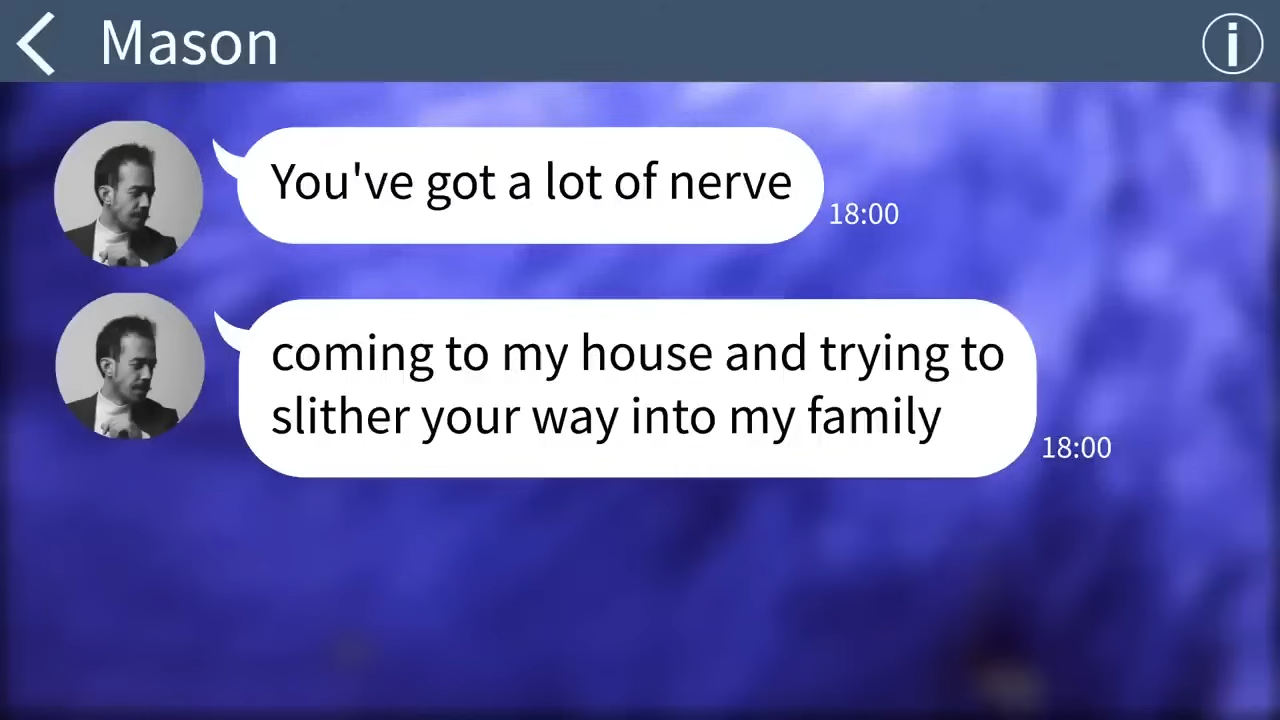 Mason
You've got a lot of nerve
18:00
coming to my house and trying to
slither your way into my family
18:00